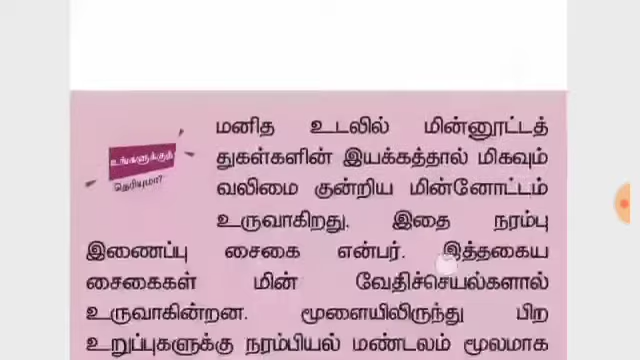 மனித உடலில் மின்னூட்டத்
உங்களுக்குத்
துகள்களின் இயக்கத்தால் மிகவும்
தெரியுமா?
வலிமை குன்றிய மின்னோட்டம்
உருவாகிறது. இதை நரம்பு
இணைப்பு சைகை என்பர். இத்தகைய
சைகைகள் மின் வேதிச்செயல்களால்
உருவாகின்றன. மூளையிலிருந்து பிற
உறுப்புகளுக்கு நரம்பியல் மண்டலம் மூலமாக